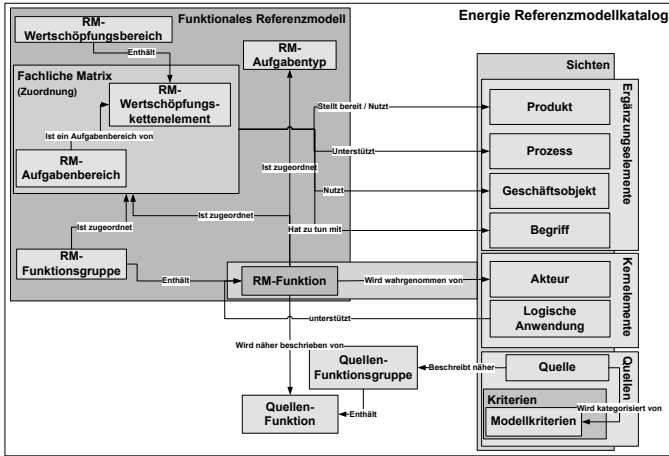 Funktionales Referenzmodell
Energie Referenzmodellkatalog
RM-
Wertschöpfungsbereich
Enthält
RM-
Aufgabentyp
Fachliche Matrix
(Zuordnung)
RM-
Wertschöpfungs-
kettenelement
Ist ein Aufgabenbereich von
RM-
Aufgabenbereich
Ist zugeordnet
Ist zugeordnet
Ist zugeordnet
RM-
Funktionsgruppe
Enthält
RM-Funktion
Stellt bereit / Nutzt
Unterstützt
Nutzt
Hat zu tun mit
Wird wahrgenommen von
unterstützt
Wird näher beschrieben von
Sichten
Ergänzungselemente
Produkt
Prozess
Geschäftsobjekt
Begriff
Kernelemente
Akteur
Logische
Anwendung
Quellen-
Funktionsgruppe
Beschreibt näher
Quelle
Quellen
Enthält
Quellen-
Funktion
Kriterien
Wird kategorisiert von
Modellkriterien